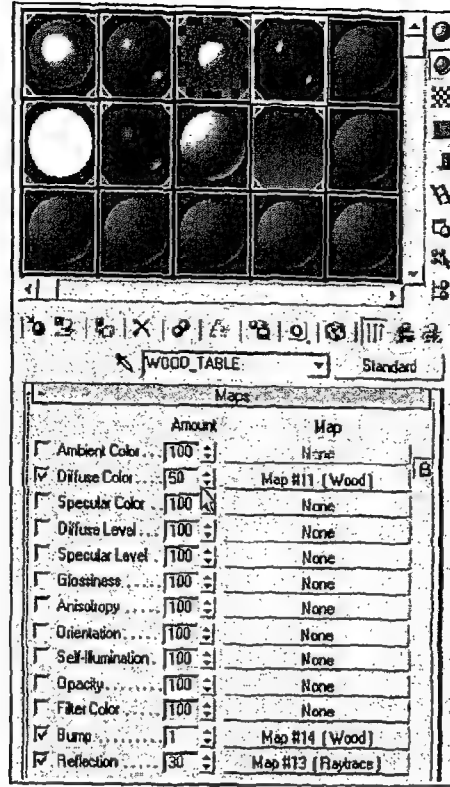 WOOD_TABLE Standard
- Maps
Amount Map
Ambient Color 100 None
Diffuse Color 50 Map #11 (Wood) B
Specular Color 100 None
Diffuse Level 100 None
Specular Level 100 None
Glossiness 100 None
Anisotropy 100 None
Orientation 100 None
Self-Illumination 100 None
Opacity 100 None
Filter Color 100 None
Bump 1 Map #14 (Wood)
Reflection 30 Map #13 (Raytrace)